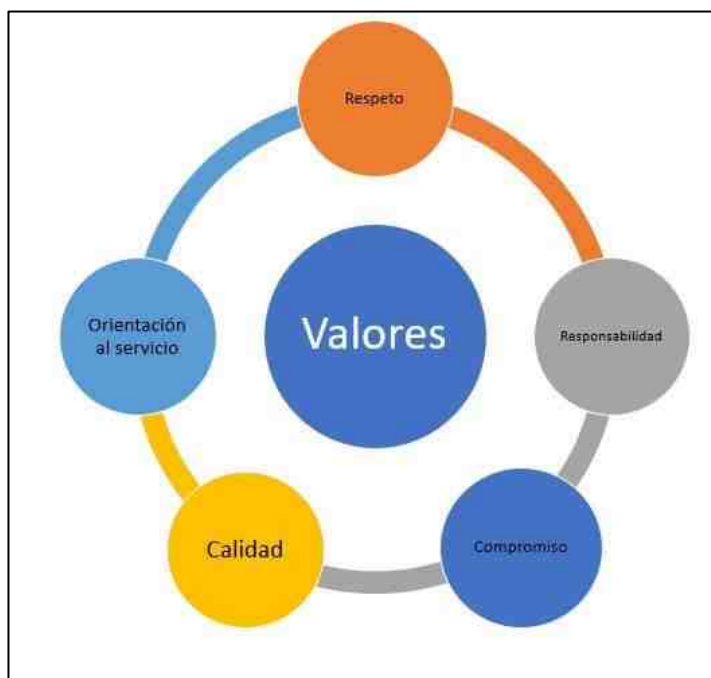 Respeto
Valores
Responsabilidad
Compromiso
Calidad
Orientación
al servicio